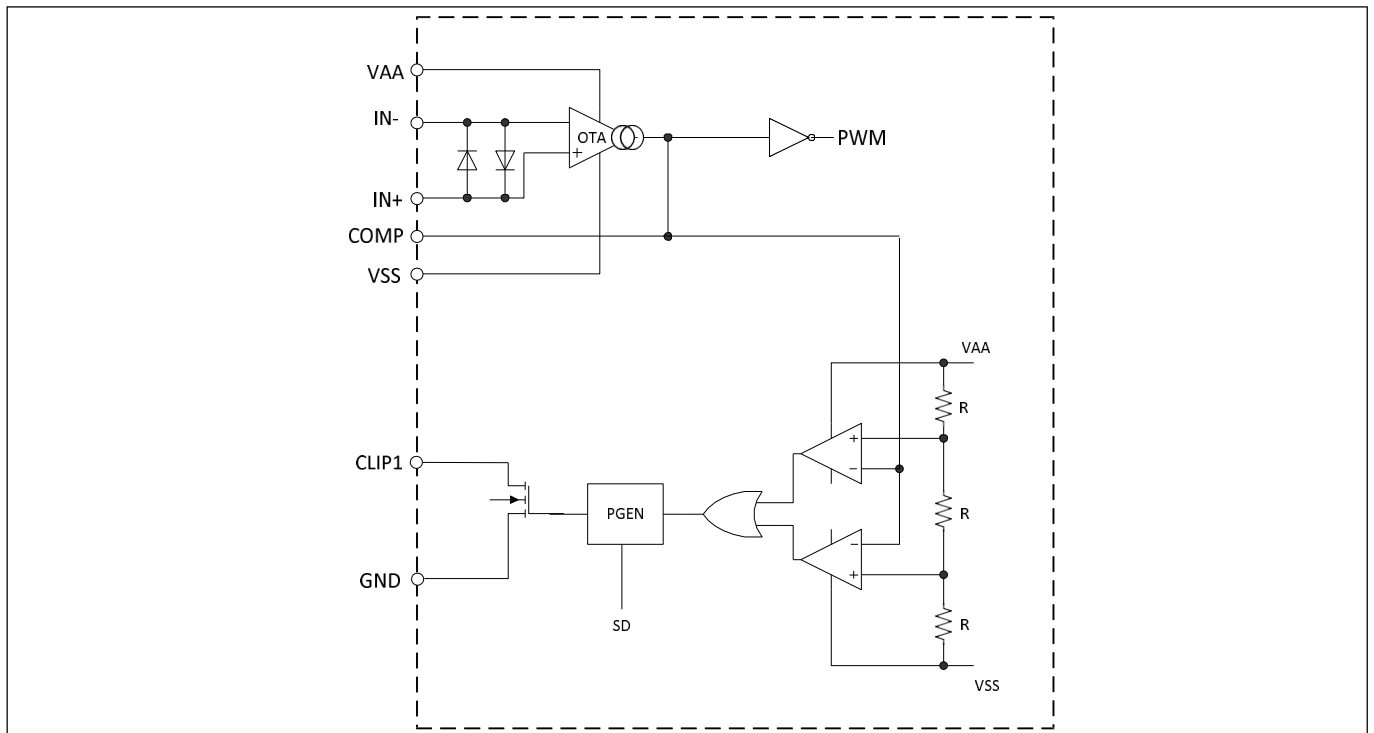 VAA
IN-
OTA
+
PWM
IN+
COMP
VSS
VAA
R
+
−
CLIP1
PGEN
R
−
+
GND
SD
R
VSS